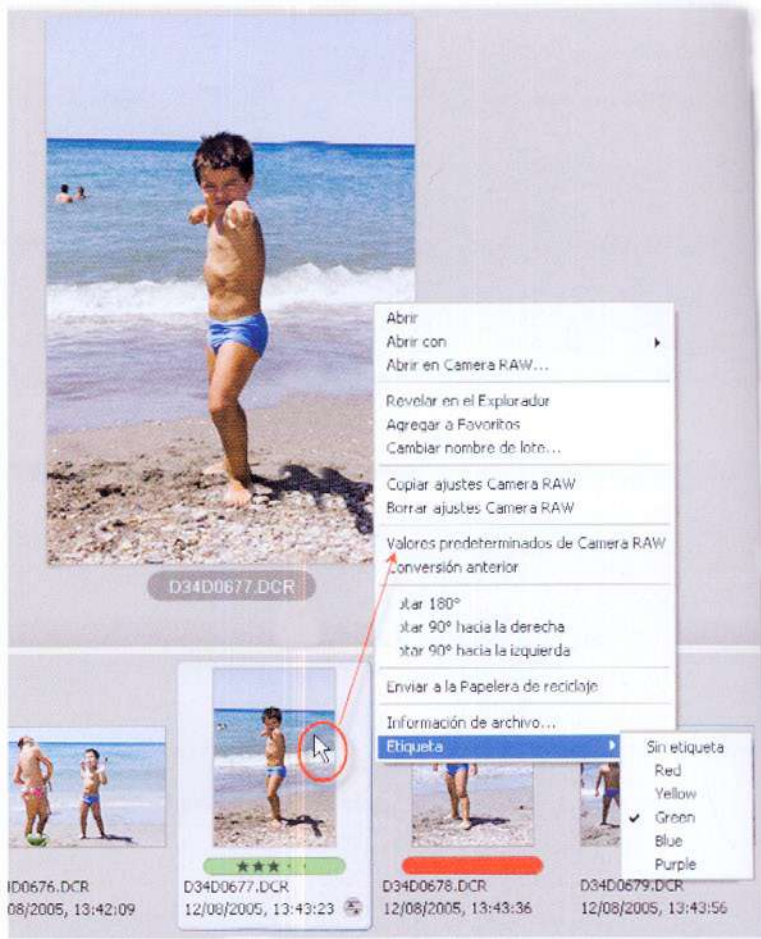 Abrir
Abrir con
Abrir en Camera RAW...
Revelar en el Explorador
Agregar a Favoritos
Cambiar nombre de lote...
Copiar ajustes Camera RAW
Borrar ajustes Camera RAW
Valores predeterminados de Camera RAW
onversión anterior
tar 180°
tar 90° hacia la derecha
tar 90° hacia la izquierda
Enviar a la Papelera de reciclaje
Información de archivo...
Etiqueta
Sin etiqueta
Red
Yellow
Green
Blue
Purple
D34D0677.DCR
D0676.DCR
08/2005, 13:42:09
D34D0677.DCR
12/08/2005, 13:43:23
D34D0678.DCR
12/08/2005, 13:43:36
D34D0679.DCR
12/08/2005, 13:43:56